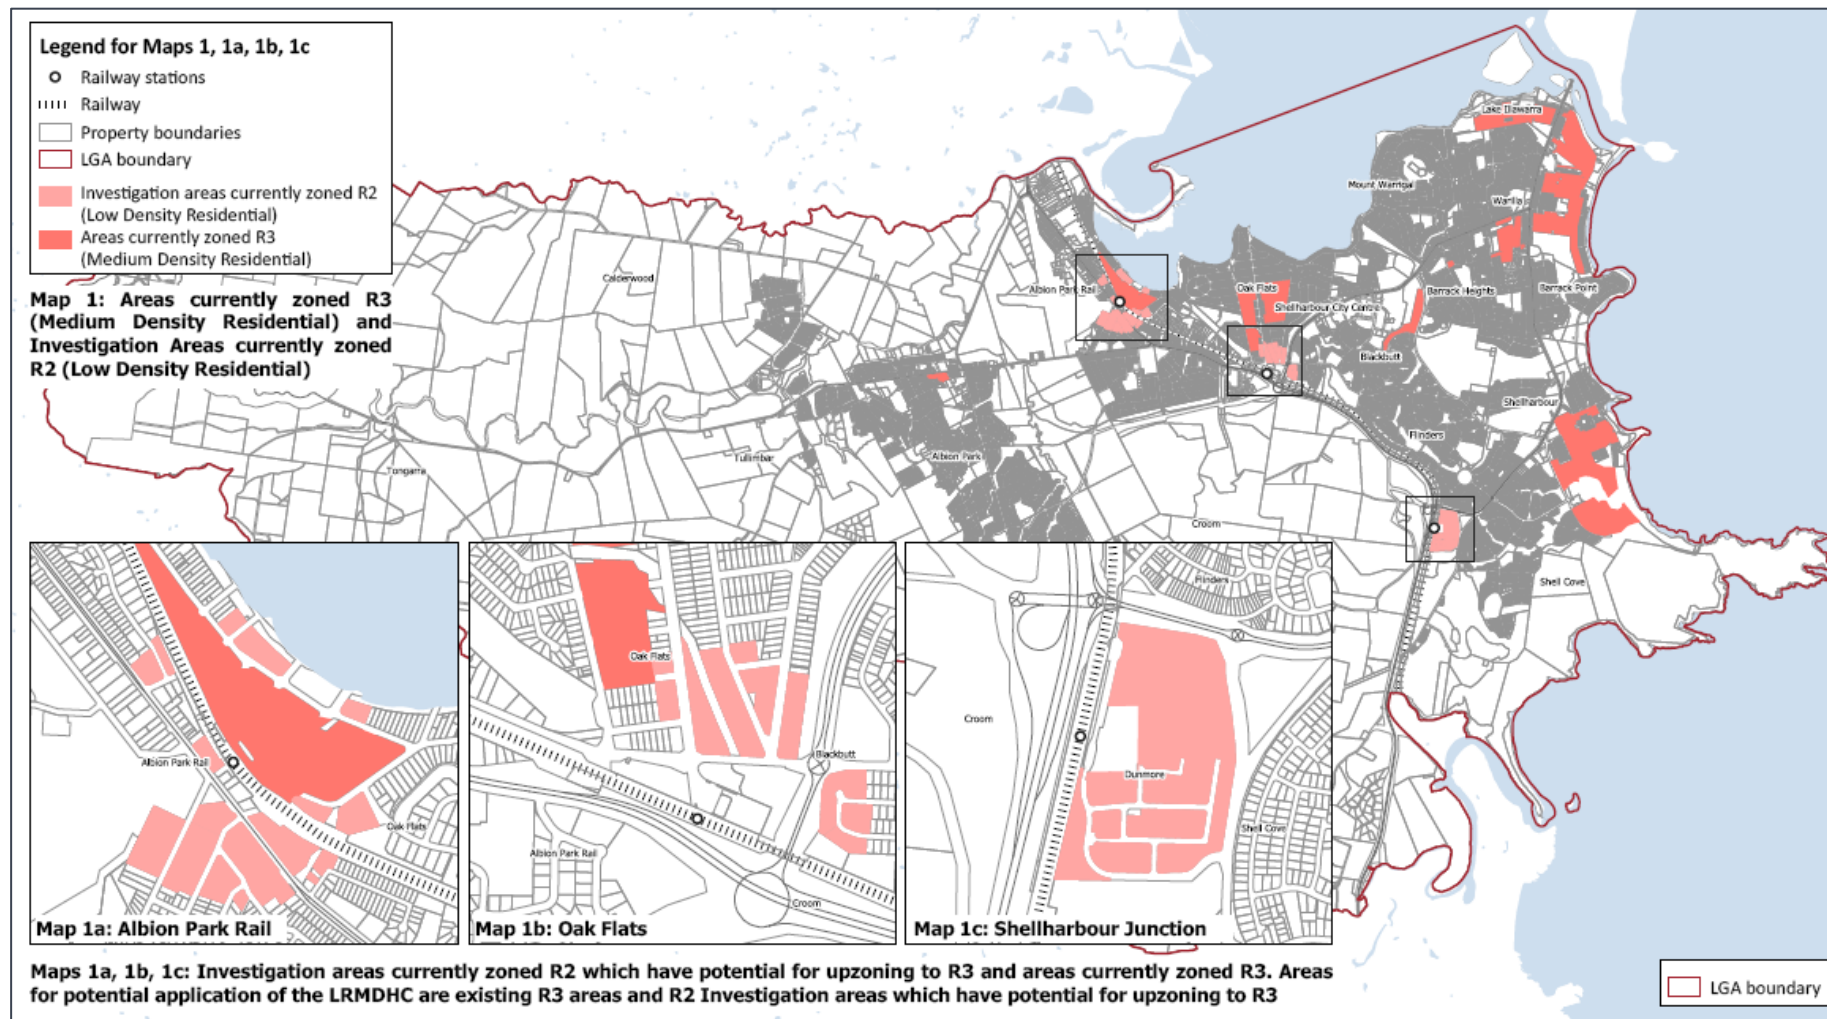 Legend for Maps 1, 1a, 1b, 1c
Railway stations
Railway
Property boundaries
LGA boundary
Investigation areas currently zoned R2
(Low Density Residential)
Areas currently zoned R3
(Medium Density Residential)
Map 1: Areas currently zoned R3
(Medium Density Residential) and
Investigation Areas currently zoned
R2 (Low Density Residential)
Lake Illawarra
Mount Warrigal
Warilla
Calderwood
Albion Park Rail
Oak Flats
Barrack Heights
Barrack Point
Shellharbour City Centre
Blackbutt
Shellharbour
Flinders
Tongarra
Tullimbar
Albion Park
Croom
Shell Cove
Albion Park Rail
Oak Flats
Map 1a: Albion Park Rail
Oak Flats
Blackbutt
Albion Park Rail
Croom
Map 1b: Oak Flats
Flinders
Croom
Dunmore
Shell Cove
Map 1c: Shellharbour Junction
Maps 1a, 1b, 1c: Investigation areas currently zoned R2 which have potential for upzoning to R3 and areas currently zoned R3. Areas
for potential application of the LRMDHC are existing R3 areas and R2 Investigation areas which have potential for upzoning to R3
LGA boundary